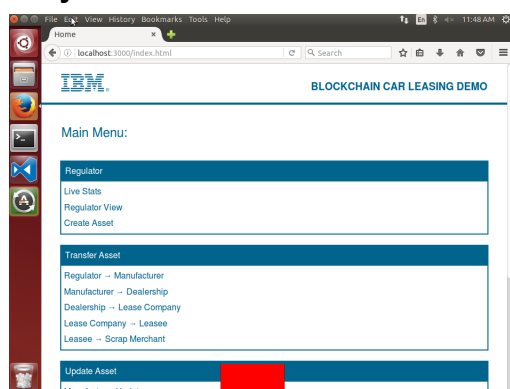 File Edit View History Bookmarks Tools Help
En
11:48 AM
Home
localhost:3000/index.html
Search
IBM.
BLOCKCHAIN CAR LEASING DEMO
Main Menu:
Regulator
Live Stats
Regulator View
Create Asset
Transfer Asset
Regulator → Manufacturer
Manufacturer → Dealership
Dealership → Lease Company
Lease Company → Leasee
Leasee → Scrap Merchant
Update Asset